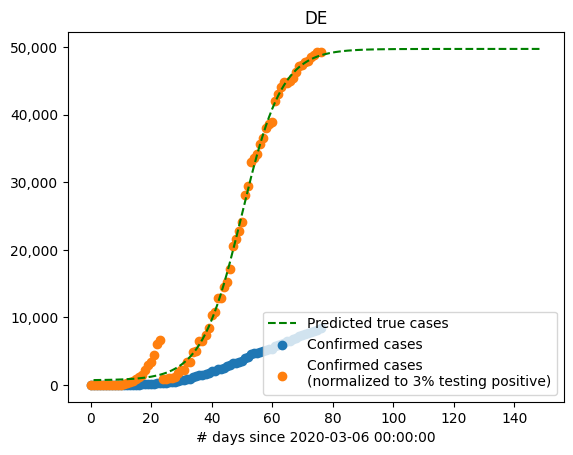 DE
50,000
40,000
30,000
20,000
10,000
0
Predicted true cases
Confirmed cases
Confirmed cases
(normalized to 3% testing positive)
0 20 40 60 80 100 120 140
# days since 2020-03-06 00:00:00